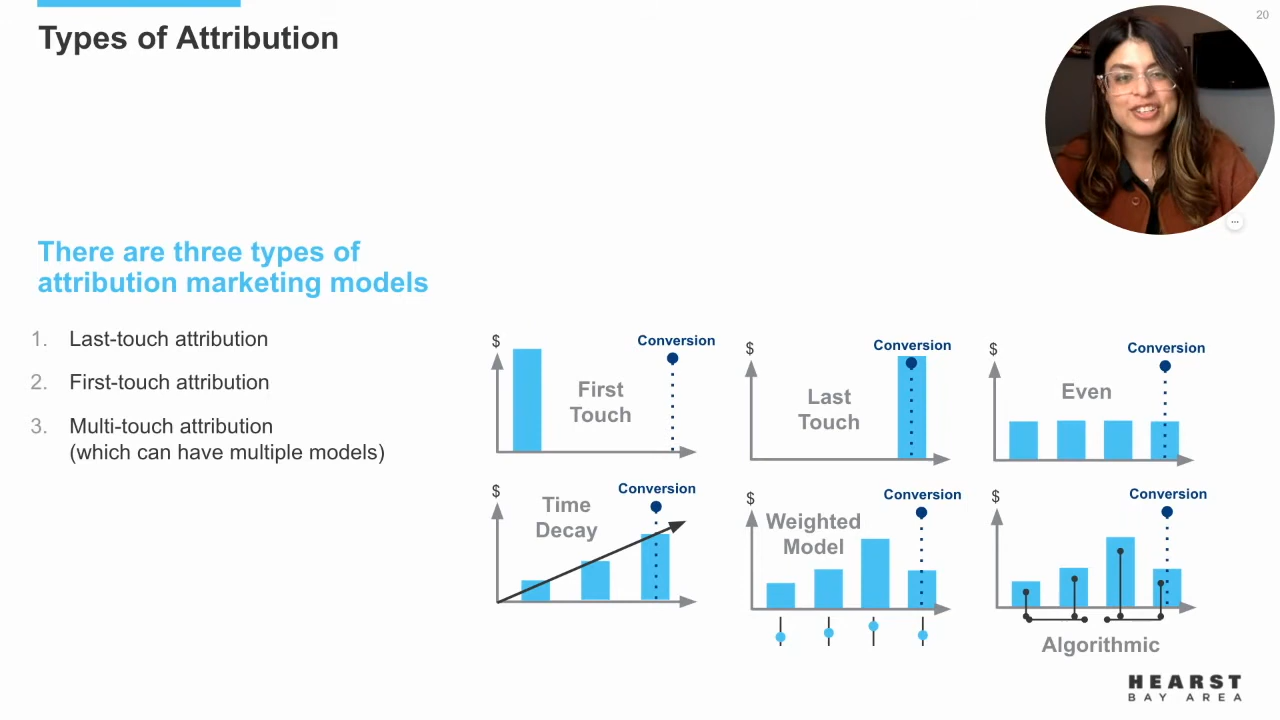 20
Types of Attribution
There are three types of
attribution marketing models
1. Last-touch attribution
2. First-touch attribution
3. Multi-touch attribution
(which can have multiple models)
$
Conversion
First
Touch
$
Conversion
Last
Touch
$
Conversion
Even
$
Conversion
Time
Decay
$
Conversion
Weighted
Model
$
Conversion
Algorithmic
HEARST
BAY AREA